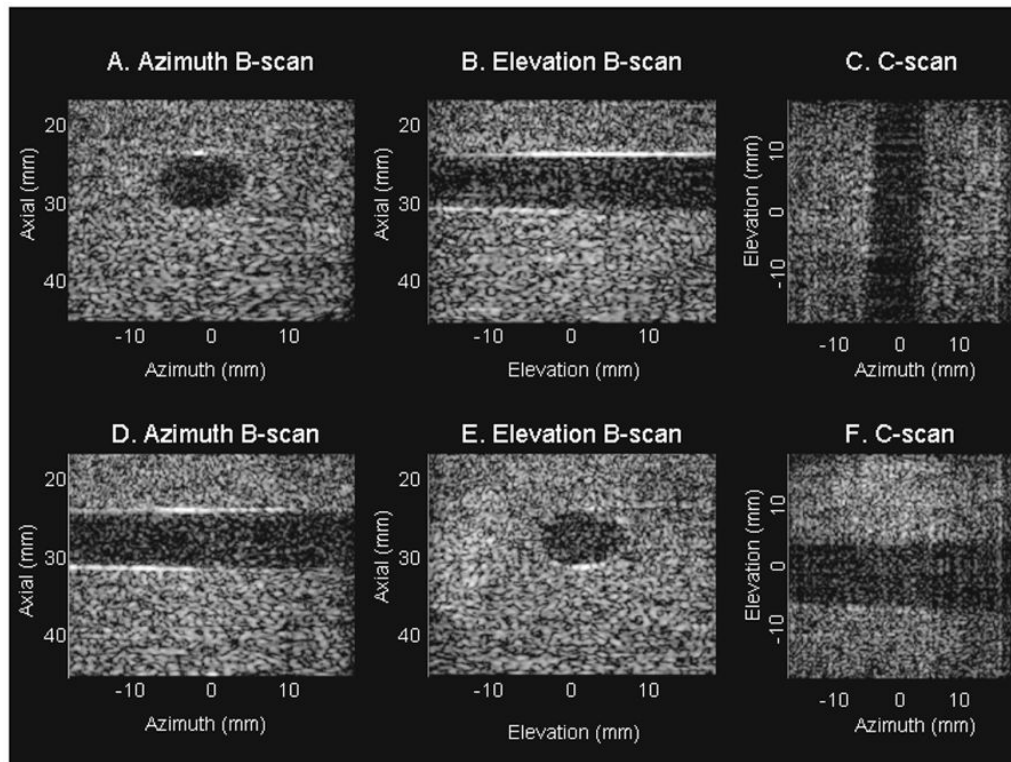 A. Azimuth B-scan
B. Elevation B-scan
C. C-scan
Axial (mm)
20
30
40
-10 0 10
Azimuth (mm)
Axial (mm)
20
30
40
-10 0 10
Elevation (mm)
Elevation (mm)
10
0
-10
-10 0 10
Azimuth (mm)
D. Azimuth B-scan
E. Elevation B-scan
F. C-scan
Axial (mm)
20
30
40
-10 0 10
Azimuth (mm)
Axial (mm)
20
30
40
-10 0 10
Elevation (mm)
Elevation (mm)
10
0
-10
-10 0 10
Azimuth (mm)